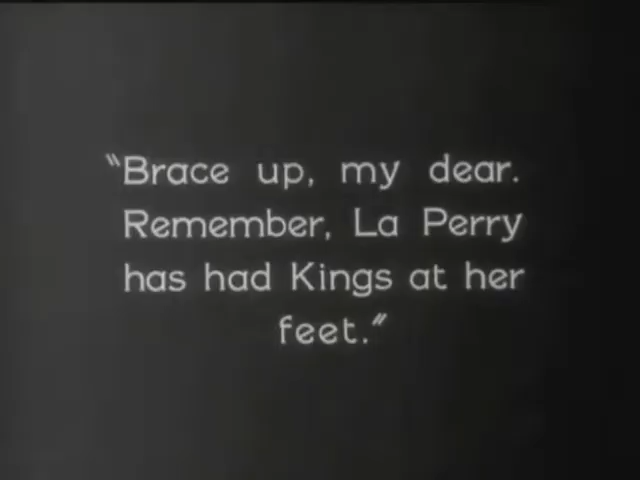 "Brace up, my dear.
Remember, La Perry
has had Kings at her
feet."